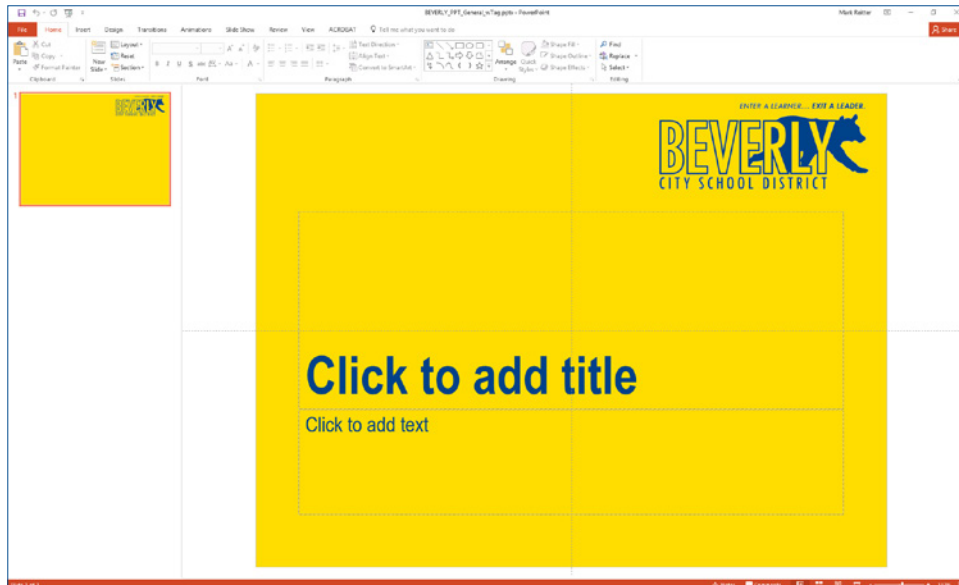 BEVERLY_PPT_General_wTag.pptx - PowerPoint
Mark Reitter
File Home Insert Design Transitions Animations Slide Show Review View ACROBAT Tell me what you want to do
Share
Paste
Cut
Copy
Format Painter
Clipboard
New Slide
Layout
Reset
Section
Slides
Font
Text Direction
Align Text
Convert to SmartArt
Paragraph
Arrange
Quick Styles
Shape Fill
Shape Outline
Shape Effects
Drawing
Find
Replace
Select
Editing
1
ENTER A LEARNER... EXIT A LEADER.
BEVERLY
CITY SCHOOL DISTRICT
Click to add title
Click to add text